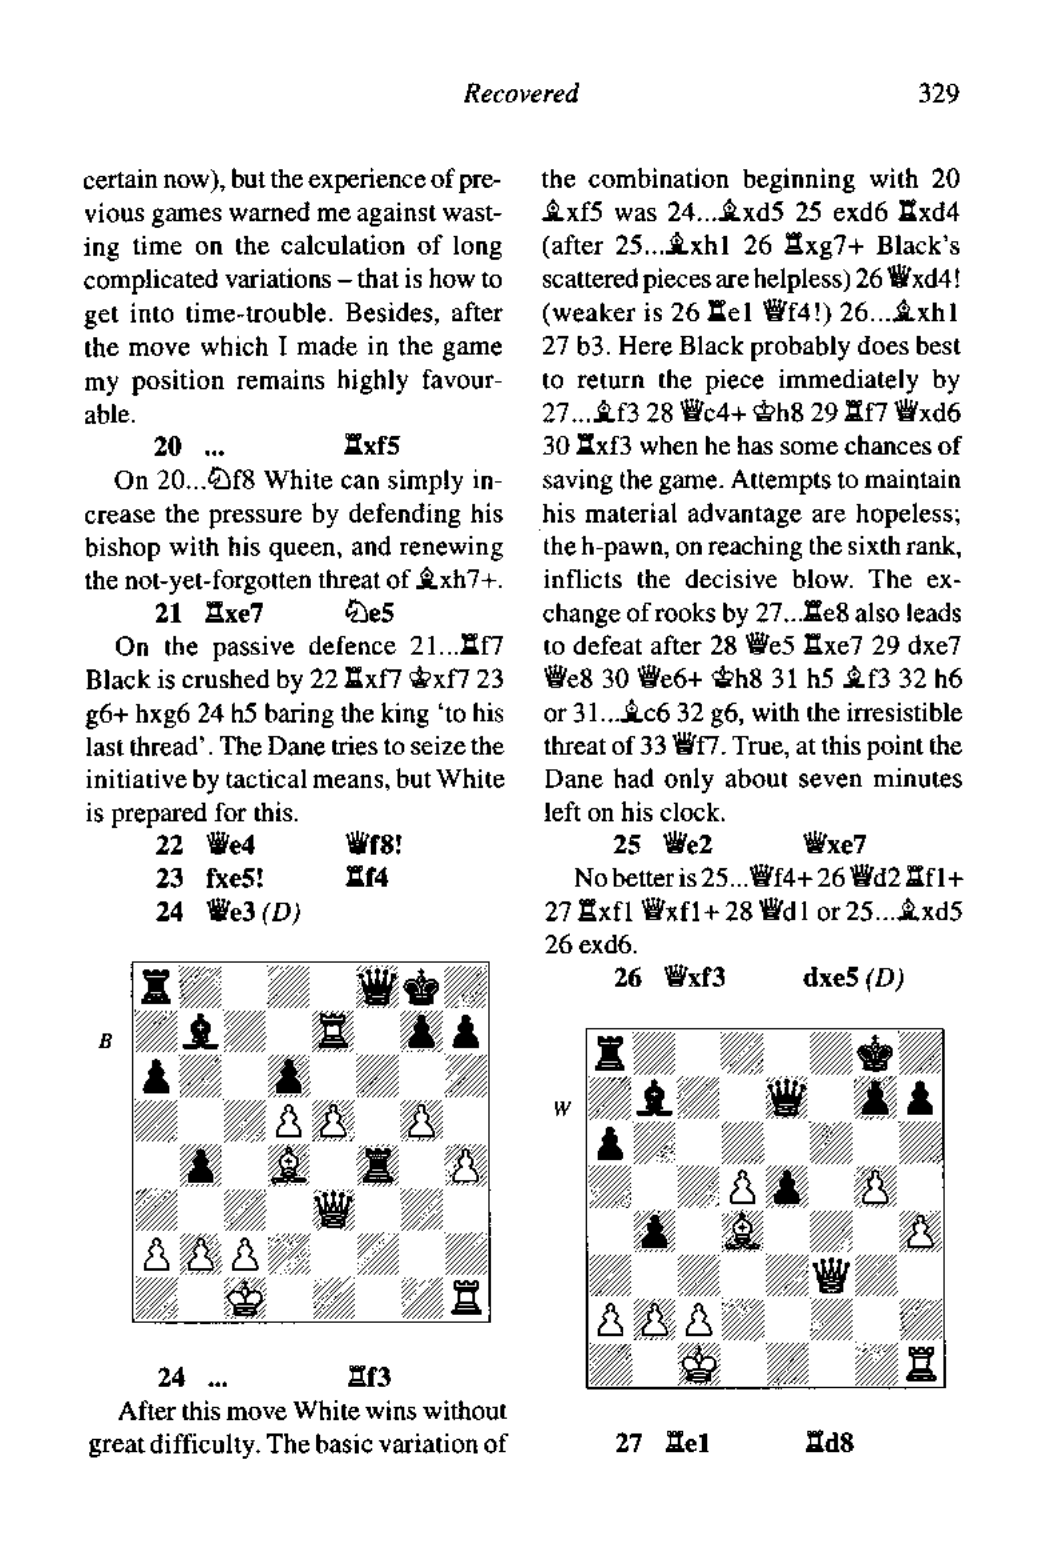 Recovered 329
certain now), but the experience of pre-
vious games warned me against wast-
ing time on the calculation of long
complicated variations – that is how to
get into time-trouble. Besides, after
the move which I made in the game
my position remains highly favour-
able.
20 ... ♖xf5
On 20...♘f8 White can simply in-
crease the pressure by defending his
bishop with his queen, and renewing
the not-yet-forgotten threat of ♗xh7+.
21 ♖xe7 ♘e5
On the passive defence 21...♖f7
Black is crushed by 22 ♖xf7 ♔xf7 23
g6+ hxg6 24 h5 baring the king ‘to his
last thread’. The Dane tries to seize the
initiative by tactical means, but White
is prepared for this.
22 ♕e4 ♕f8!
23 fxe5! ♖f4
24 ♕e3 (D)
B
24 ... ♖f3
After this move White wins without
great difficulty. The basic variation of
the combination beginning with 20
♗xf5 was 24...♗xd5 25 exd6 ♖xd4
(after 25...♗xh1 26 ♖xg7+ Black’s
scattered pieces are helpless) 26 ♕xd4!
(weaker is 26 ♖e1 ♕f4!) 26...♗xh1
27 b3. Here Black probably does best
to return the piece immediately by
27...♗f3 28 ♕c4+ ♔h8 29 ♖f7 ♕xd6
30 ♖xf3 when he has some chances of
saving the game. Attempts to maintain
his material advantage are hopeless;
the h-pawn, on reaching the sixth rank,
inflicts the decisive blow. The ex-
change of rooks by 27...♖e8 also leads
to defeat after 28 ♕e5 ♖xe7 29 dxe7
♕e8 30 ♕e6+ ♔h8 31 h5 ♗f3 32 h6
or 31...♗c6 32 g6, with the irresistible
threat of 33 ♕f7. True, at this point the
Dane had only about seven minutes
left on his clock.
25 ♕e2 ♕xe7
No better is 25...♕f4+ 26 ♕d2 ♖f1+
27 ♖xf1 ♕xf1+ 28 ♕d1 or 25...♗xd5
26 exd6.
26 ♕xf3 dxe5 (D)
W
27 ♖e1 ♖d8